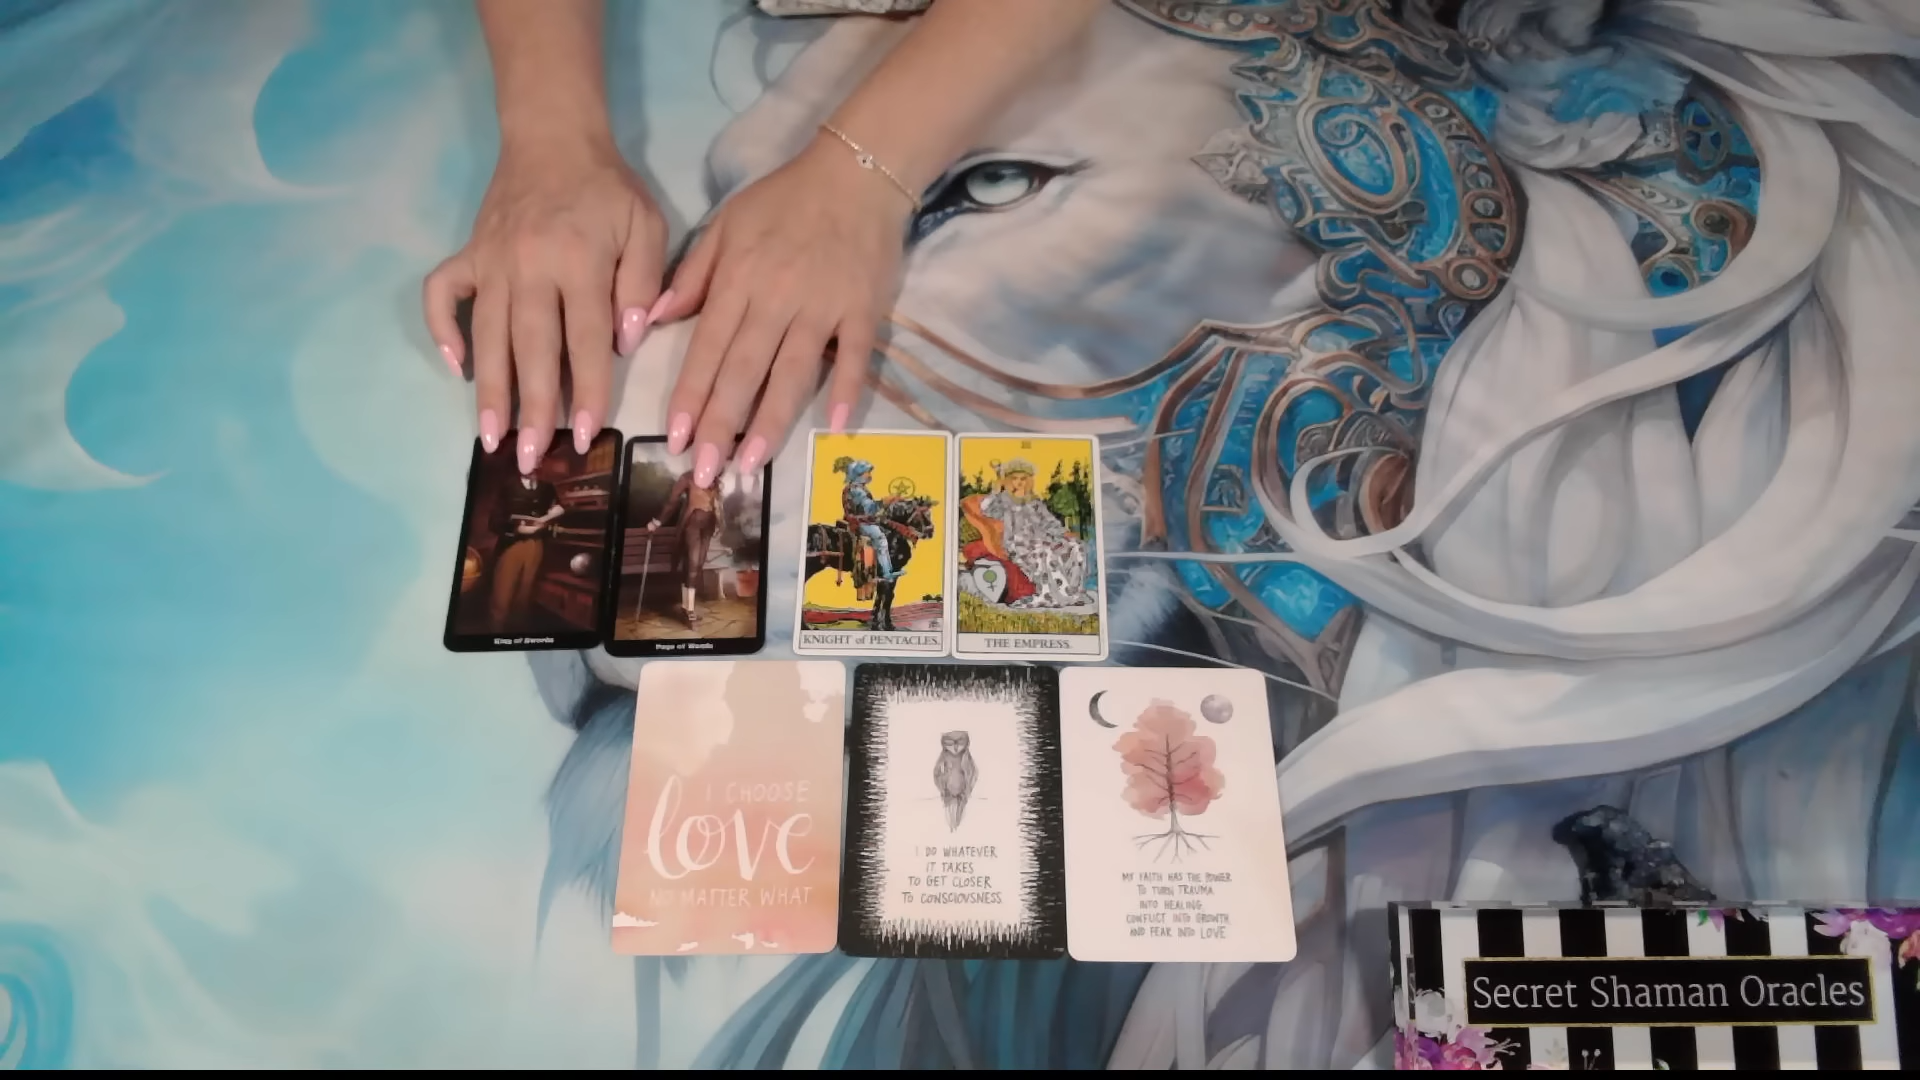 King of Swords
Page of Wands
KNIGHT of PENTACLES.
III
THE EMPRESS.
I CHOOSE
love
NO MATTER WHAT
I DO WHATEVER
IT TAKES
TO GET CLOSER
TO CONSCIOUSNESS
MY FAITH HAS THE POWER
TO TURN TRAUMA
INTO HEALING
CONFLICT INTO GROWTH
AND FEAR INTO LOVE
Secret Shaman Oracles